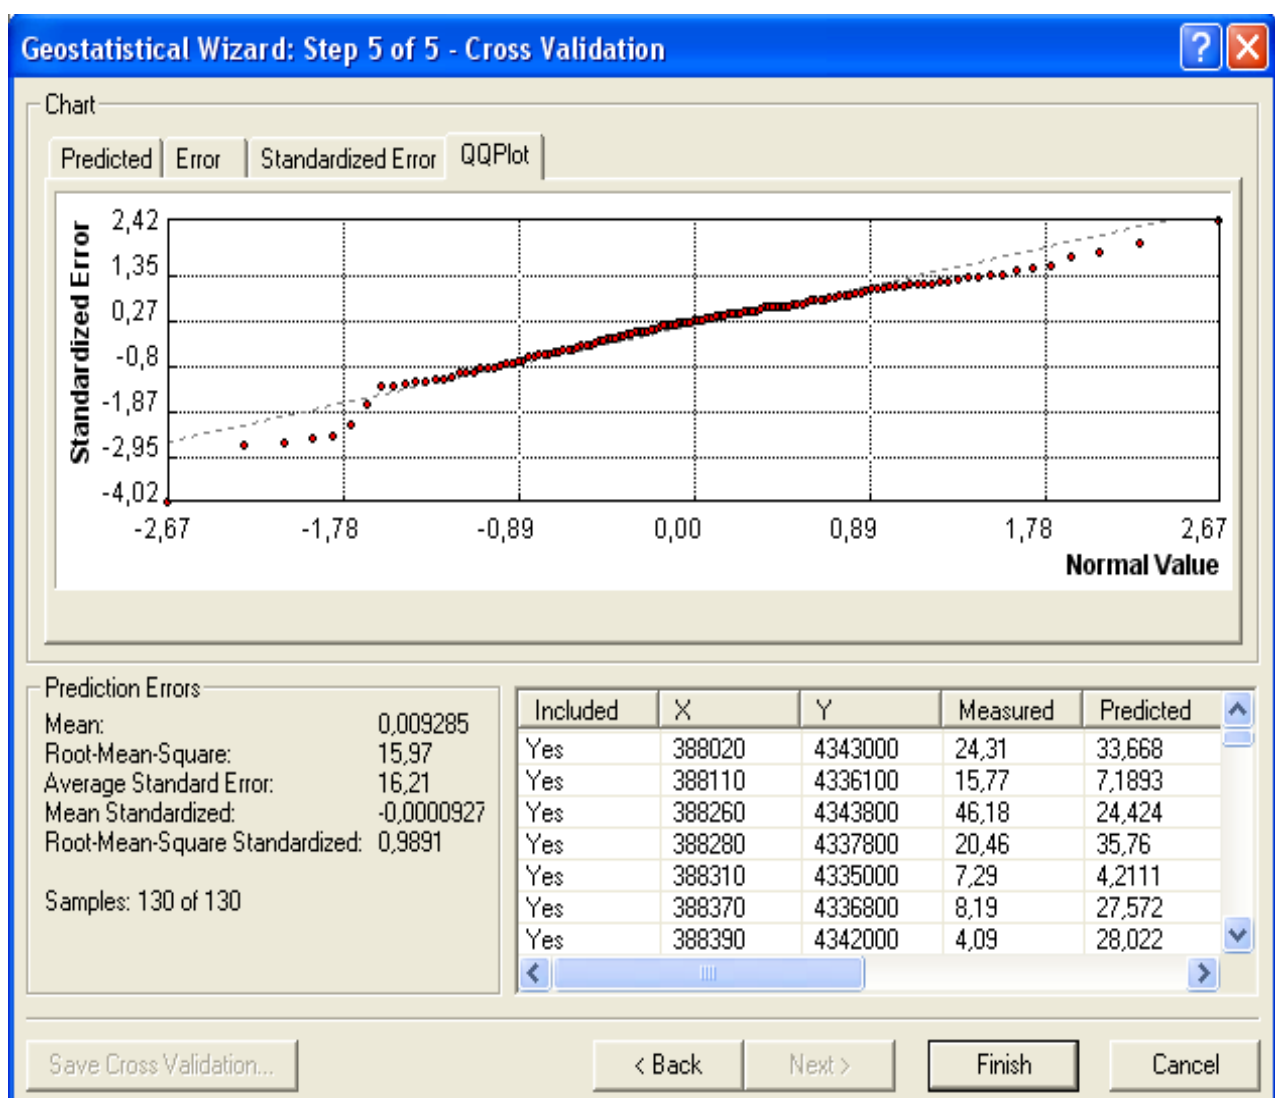 Geostatistical Wizard: Step 5 of 5 - Cross Validation
Chart
Predicted Error Standardized Error QQPlot
Standardized Error
2,42
1,35
0,27
-0,8
-1,87
-2,95
-4,02
-2,67 -1,78 -0,89 0,00 0,89 1,78 2,67
Normal Value
Prediction Errors
Mean: 0,009285
Root-Mean-Square: 15,97
Average Standard Error: 16,21
Mean Standardized: -0,0000927
Root-Mean-Square Standardized: 0,9891
Samples: 130 of 130
Included X Y Measured Predicted
Yes 388020 4343000 24,31 33,668
Yes 388110 4336100 15,77 7,1893
Yes 388260 4343800 46,18 24,424
Yes 388280 4337800 20,46 35,76
Yes 388310 4335000 7,29 4,2111
Yes 388370 4336800 8,19 27,572
Yes 388390 4342000 4,09 28,022
Save Cross Validation... < Back Next > Finish Cancel